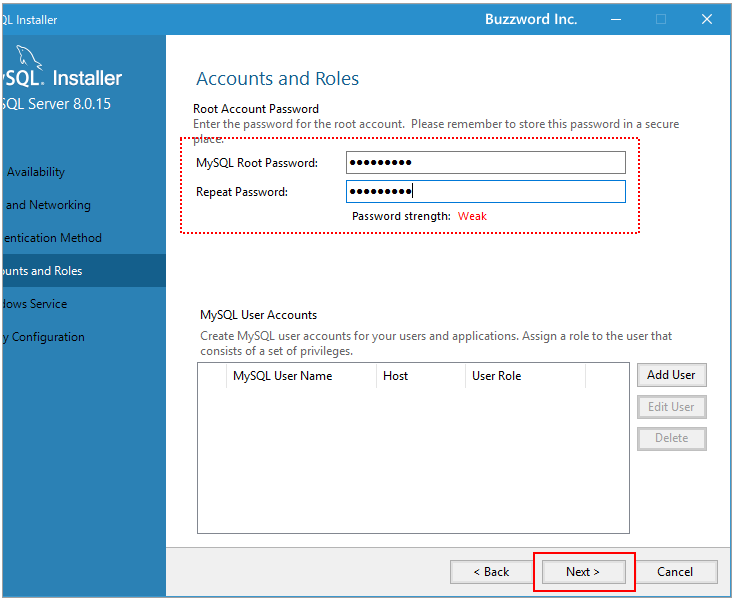 QL Installer
Buzzword Inc.
ySQL. Installer
SQL Server 8.0.15
Availability
and Networking
entication Method
ounts and Roles
dows Service
y Configuration
Accounts and Roles
Root Account Password
Enter the password for the root account. Please remember to store this password in a secure
place.
MySQL Root Password: ●●●●●●●●●
Repeat Password: ●●●●●●●●●
Password strength: Weak
MySQL User Accounts
Create MySQL user accounts for your users and applications. Assign a role to the user that
consists of a set of privileges.
MySQL User Name Host User Role
Add User
Edit User
Delete
< Back Next > Cancel